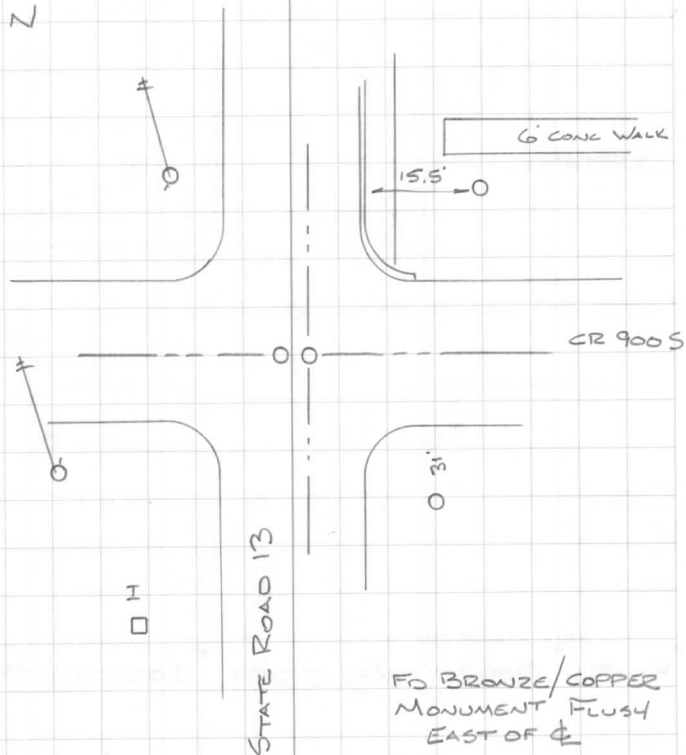 N
6' CONC WALK
15.5'
CR 900 S
31'
H
STATE ROAD 13
FD BRONZE/COPPER
MONUMENT FLUSH
EAST OF ℄